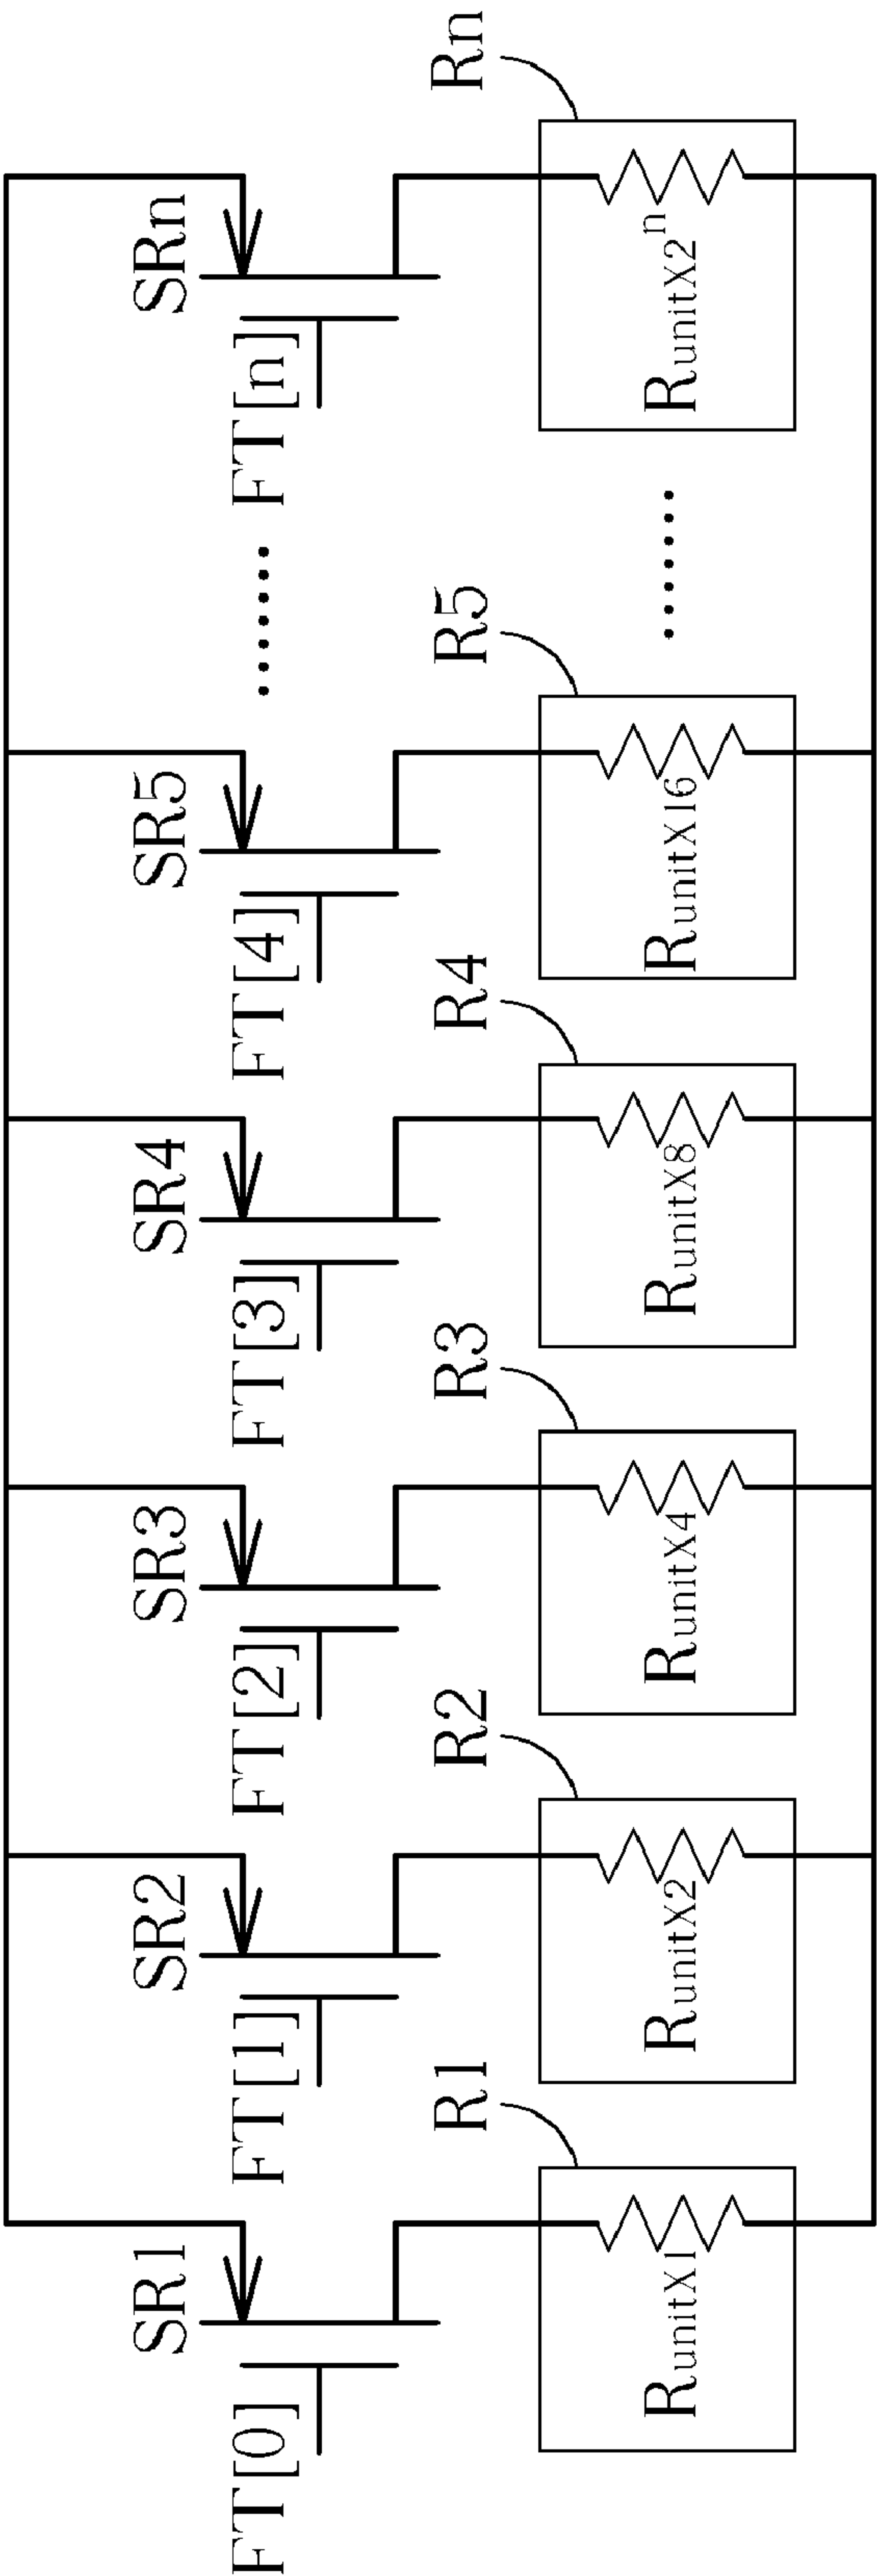 SR1
SR2
SR3
SR4
SR5
SRn
FT[0]
FT[1]
FT[2]
FT[3]
FT[4]
FT[n]
R1
R2
R3
R4
R5
Rn
RunitX1
RunitX2
RunitX4
RunitX8
RunitX16
RunitX2ⁿ